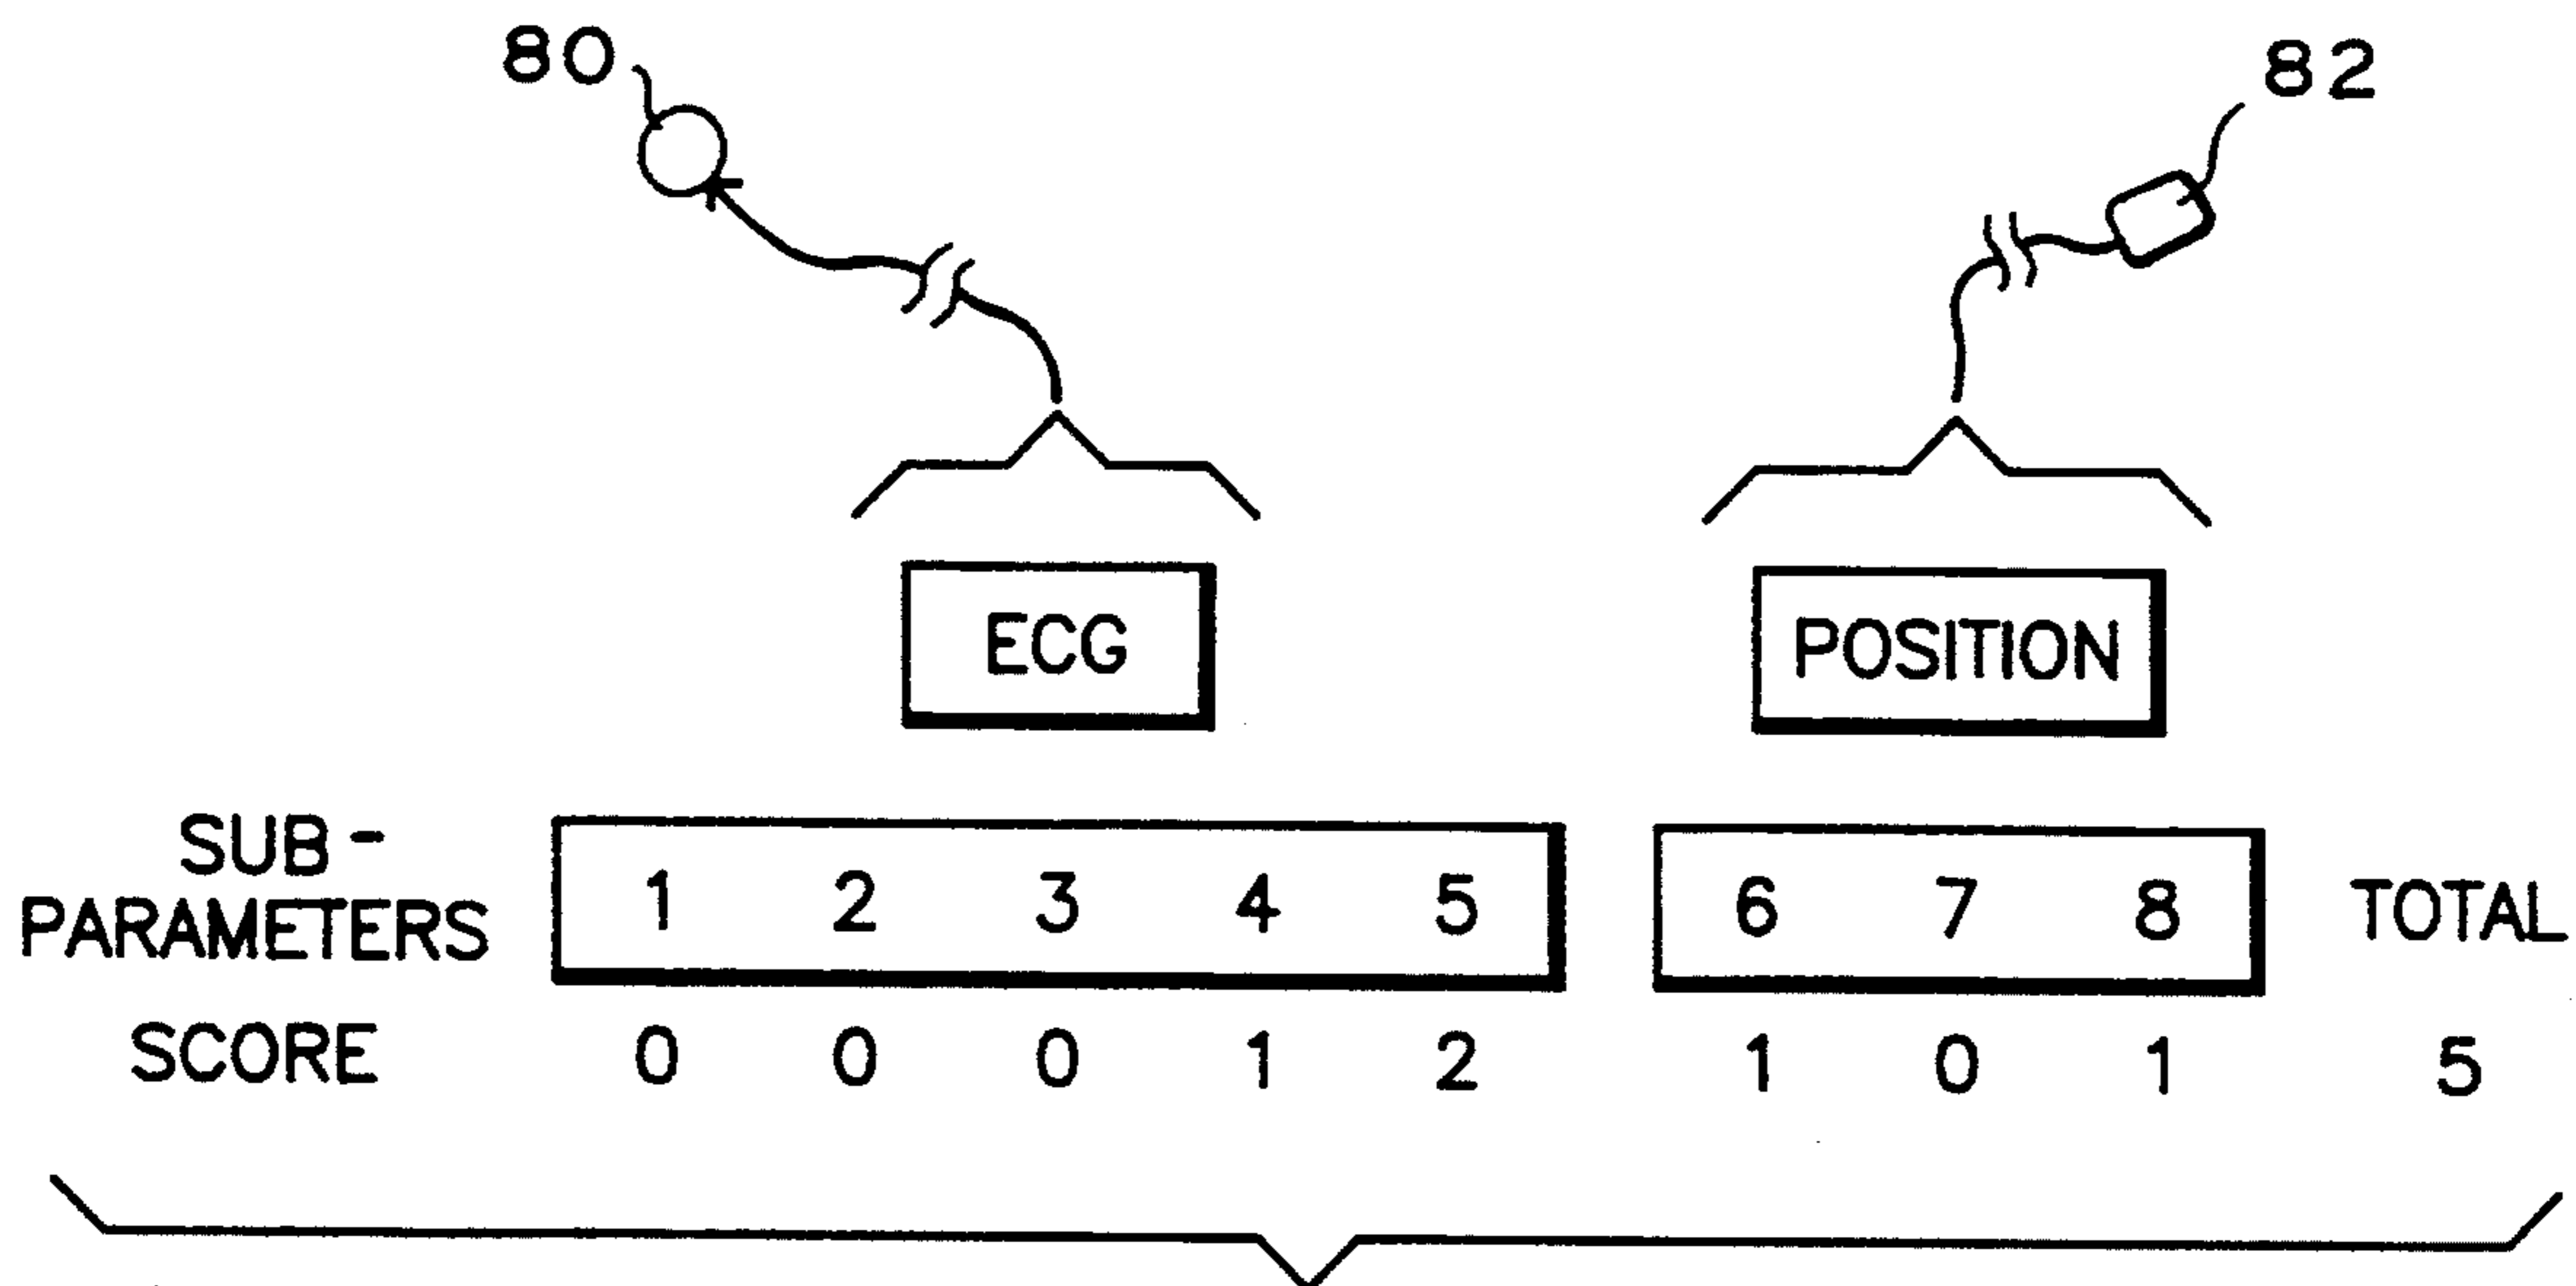 80
82
ECG
POSITION
SUB-
PARAMETERS 1 2 3 4 5 6 7 8 TOTAL
SCORE 0 0 0 1 2 1 0 1 5